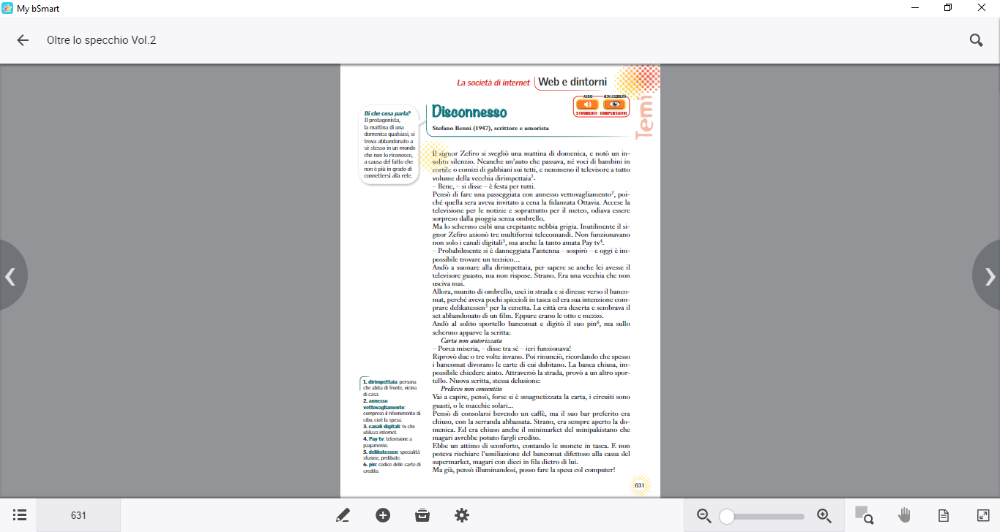 My bSmart
Oltre lo specchio Vol.2
La società di internet Web e dintorni
Temi
AUDIO ALTA LEGGIBILITÀ
STRUMENTI COMPENSATIVI
Disconnesso
Stefano Benni (1947), scrittore e umorista
Di che cosa parla?
Il protagonista,
la mattina di una
domenica qualsiasi, si
trova abbandonato a
sé stesso in un mondo
che non lo riconosce,
a causa del fatto che
non è più in grado di
connettersi alla rete.
Il signor Zefiro si svegliò una mattina di domenica, e notò un in-
solito silenzio. Neanche un'auto che passava, né voci di bambini in
cortile o comizi di gabbiani sui tetti, e nemmeno il televisore a tutto
volume della vecchia dirimpettaia¹.
– Bene, – si disse – è festa per tutti.
Pensò di fare una passeggiata con annesso vettovagliamento², poi-
ché quella sera aveva invitato a cena la fidanzata Ottavia. Accese la
televisione per le notizie e soprattutto per il meteo, odiava essere
sorpreso dalla pioggia senza ombrello.
Ma lo schermo esibì una crepitante nebbia grigia. Inutilmente il si-
gnor Zefiro azionò tre multiformi telecomandi. Non funzionavano
non solo i canali digitali³, ma anche la tanto amata Pay tv⁴.
– Probabilmente si è danneggiata l'antenna – sospirò – e oggi è im-
possibile trovare un tecnico…
Andò a suonare alla dirimpettaia, per sapere se anche lei avesse il
televisore guasto, ma non rispose. Strano. Era una vecchia che non
usciva mai.
Allora, munito di ombrello, uscì in strada e si diresse verso il banco-
mat, perché aveva pochi spiccioli in tasca ed era sua intenzione com-
prare delikatessen⁵ per la cenetta. La città era deserta e sembrava il
set abbandonato di un film. Eppure erano le otto e mezzo.
Andò al solito sportello bancomat e digitò il suo pin⁶, ma sullo
schermo apparve la scritta:
Carta non autorizzata
– Porca miseria, – disse tra sé – ieri funzionava!
Riprovò due o tre volte invano. Poi rinunciò, ricordando che spesso
i bancomat divorano le carte di cui dubitano. La banca chiusa, im-
possibile chiedere aiuto. Attraversò la strada, provò a un altro spor-
tello. Nuova scritta, stessa delusione:
Prelievo non consentito
Vai a capire, pensò, forse si è smagnetizzata la carta, i circuiti sono
guasti, o le macchie solari...
Pensò di consolarsi bevendo un caffè, ma il suo bar preferito era
chiuso, con la serranda abbassata. Strano, era sempre aperto la do-
menica. Ed era chiuso anche il minimarket del minipakistano che
magari avrebbe potuto fargli credito.
Ebbe un attimo di sconforto, contando le monete in tasca. E non
poteva rischiare l'umiliazione del bancomat difettoso alla cassa del
supermarket, magari con dieci in fila dietro di lui.
Ma già, pensò illuminandosi, posso fare la spesa col computer!
1. dirimpettaia: persona
che abita di fronte, vicina
di casa.
2. annesso
vettovagliamento:
compreso il rifornimento di
cibo, cioè la spesa.
3. canali digitali: tv che
utilizza internet.
4. Pay tv: televisione a
pagamento.
5. delikatessen: specialità
sfiziose, prelibate.
6. pin: codice delle carte di
credito.
631
631